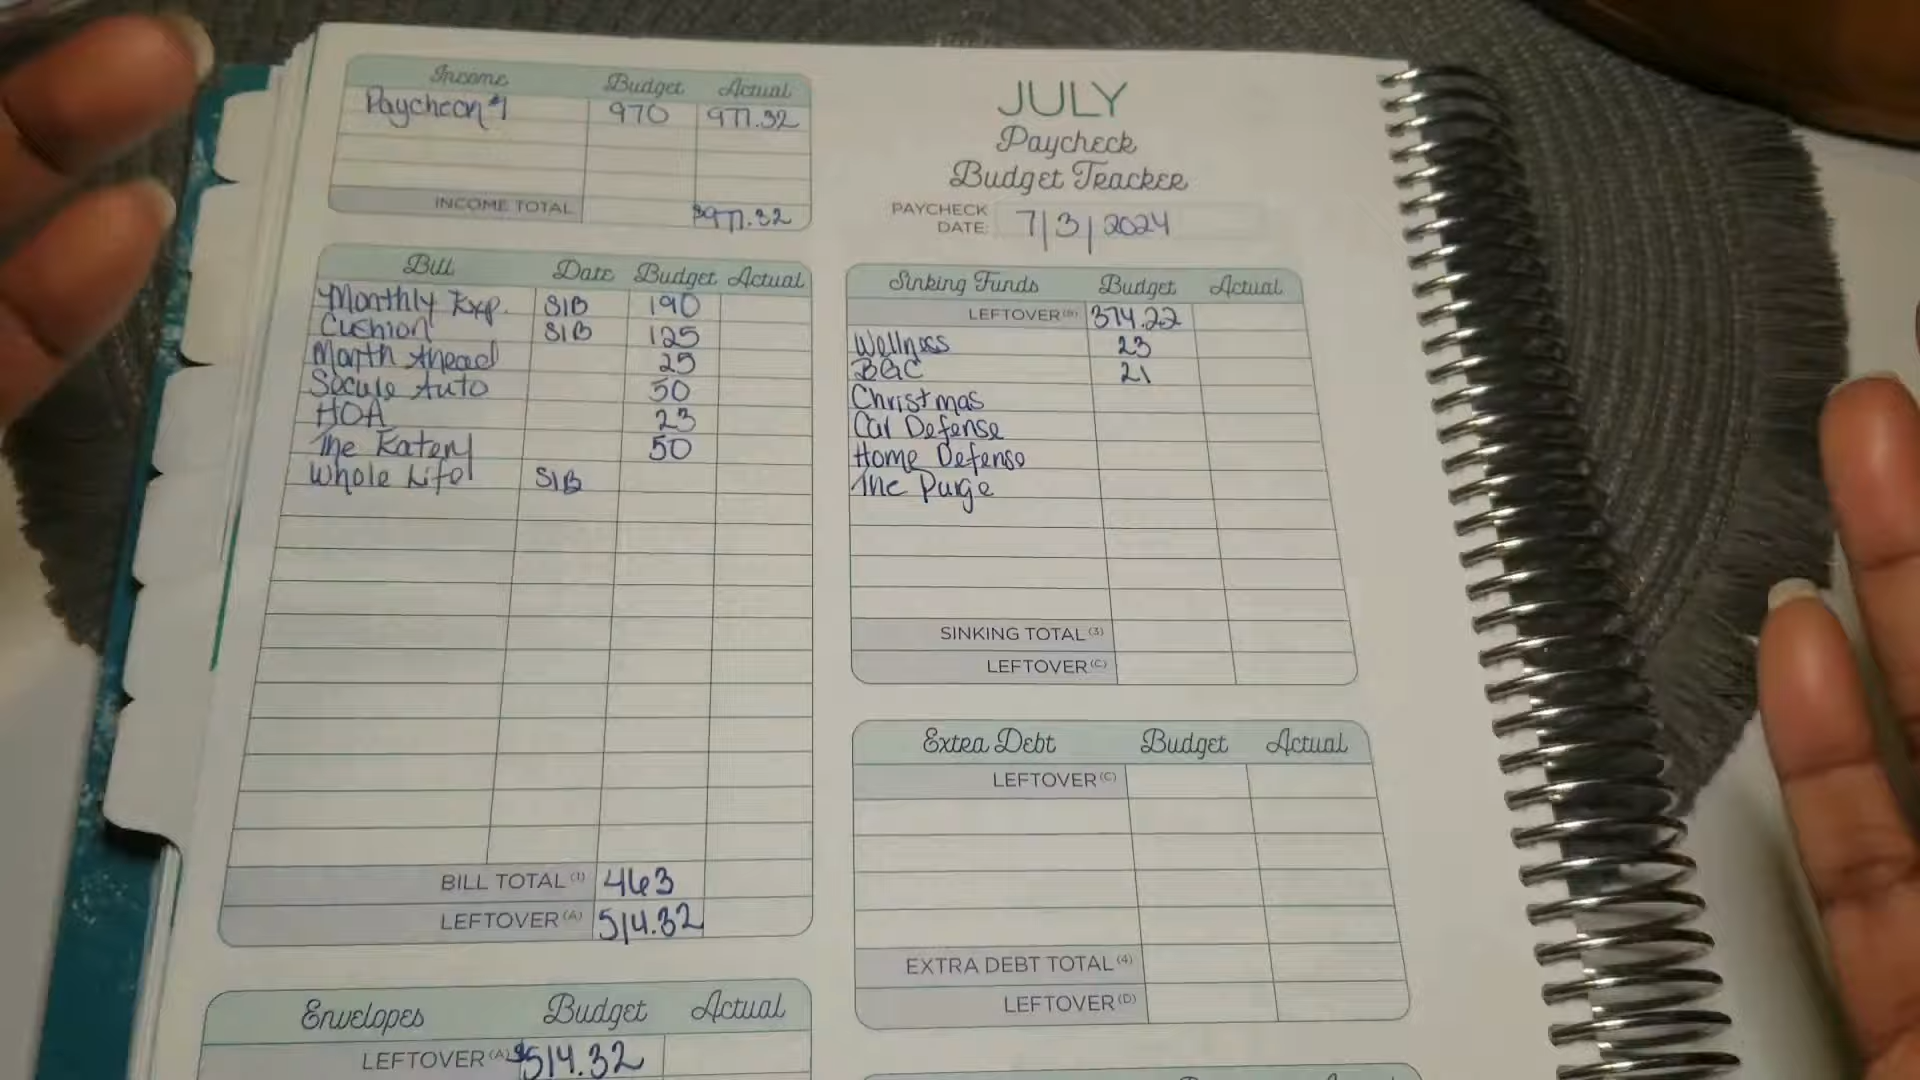 Income Budget Actual
Paycheck #1 970 977.32
INCOME TOTAL $977.32
JULY
Paycheck
Budget Tracker
PAYCHECK DATE: 7/3/2024
Bill Date Budget Actual
Monthly Exp. SIB 190
Cushion SIB 125
Month Ahead 25
Secure Auto 50
HOA 23
The Eatery 50
Whole Life SIB
BILL TOTAL (1) 463
LEFTOVER (A) 514.32
Envelopes Budget Actual
LEFTOVER (A) $514.32
Sinking Funds Budget Actual
LEFTOVER (B) 374.22
Wellness 23
BGC 21
Christmas
Car Defense
Home Defense
The Purge
SINKING TOTAL (3)
LEFTOVER (C)
Extra Debt Budget Actual
LEFTOVER (C)
EXTRA DEBT TOTAL (4)
LEFTOVER (D)